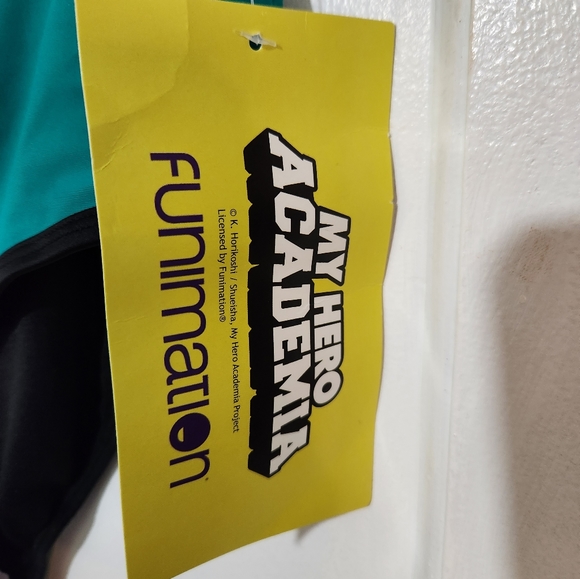 MY HERO
ACADEMIA
© K. Horikoshi / Shueisha, My Hero Academia Project
Licensed by Funimation®
FUNIMATION